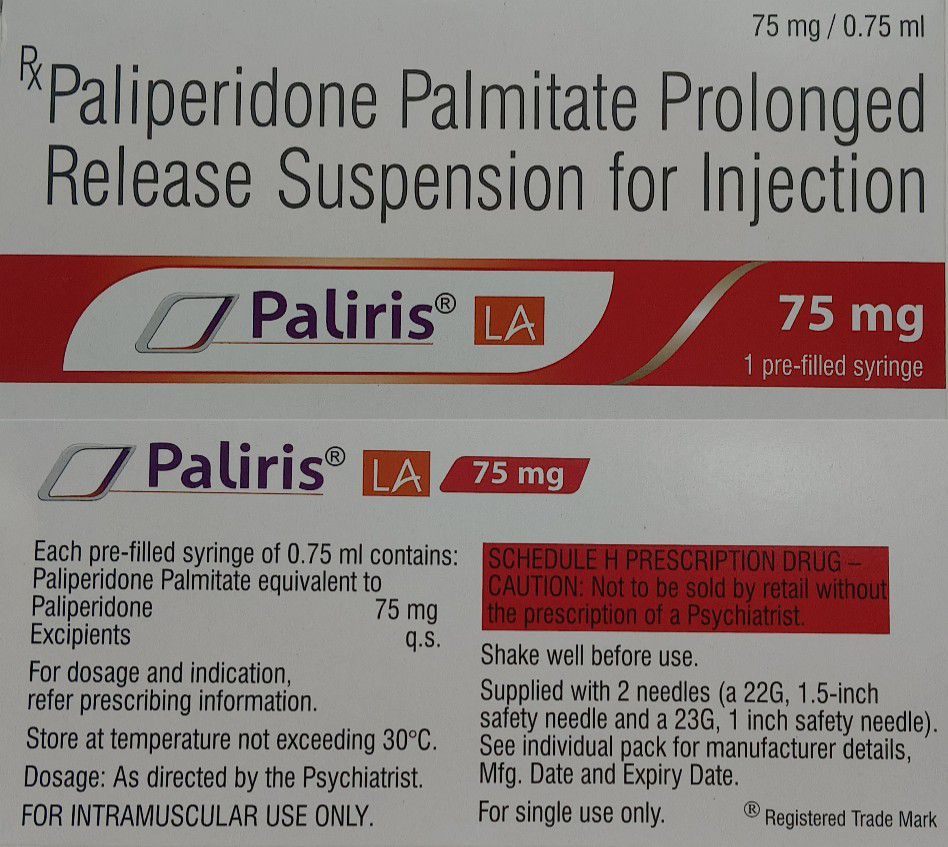 75 mg / 0.75 ml
Rx Paliperidone Palmitate Prolonged
Release Suspension for Injection
Paliris® LA
75 mg
1 pre-filled syringe
Paliris® LA 75 mg
Each pre-filled syringe of 0.75 ml contains:
Paliperidone Palmitate equivalent to
Paliperidone 75 mg
Excipients q.s.
For dosage and indication,
refer prescribing information.
Store at temperature not exceeding 30°C.
Dosage: As directed by the Psychiatrist.
FOR INTRAMUSCULAR USE ONLY.
SCHEDULE H PRESCRIPTION DRUG –
CAUTION: Not to be sold by retail without
the prescription of a Psychiatrist.
Shake well before use.
Supplied with 2 needles (a 22G, 1.5-inch
safety needle and a 23G, 1 inch safety needle).
See individual pack for manufacturer details,
Mfg. Date and Expiry Date.
For single use only.
® Registered Trade Mark